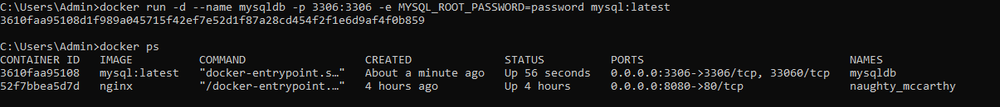 C:\Users\Admin>docker run -d --name mysqldb -p 3306:3306 -e MYSQL_ROOT_PASSWORD=password mysql:latest
3610faa95108d1f989a045715f42ef7e52d1f87a28cd454f2f1e6d9af4f0b859
C:\Users\Admin>docker ps
CONTAINER ID   IMAGE          COMMAND                  CREATED              STATUS          PORTS                               NAMES
3610faa95108   mysql:latest   "docker-entrypoint.s…"   About a minute ago   Up 56 seconds   0.0.0.0:3306->3306/tcp, 33060/tcp   mysqldb
52f7bbea5d7d   nginx          "/docker-entrypoint.…"   4 hours ago          Up 4 hours      0.0.0.0:8080->80/tcp                naughty_mccarthy